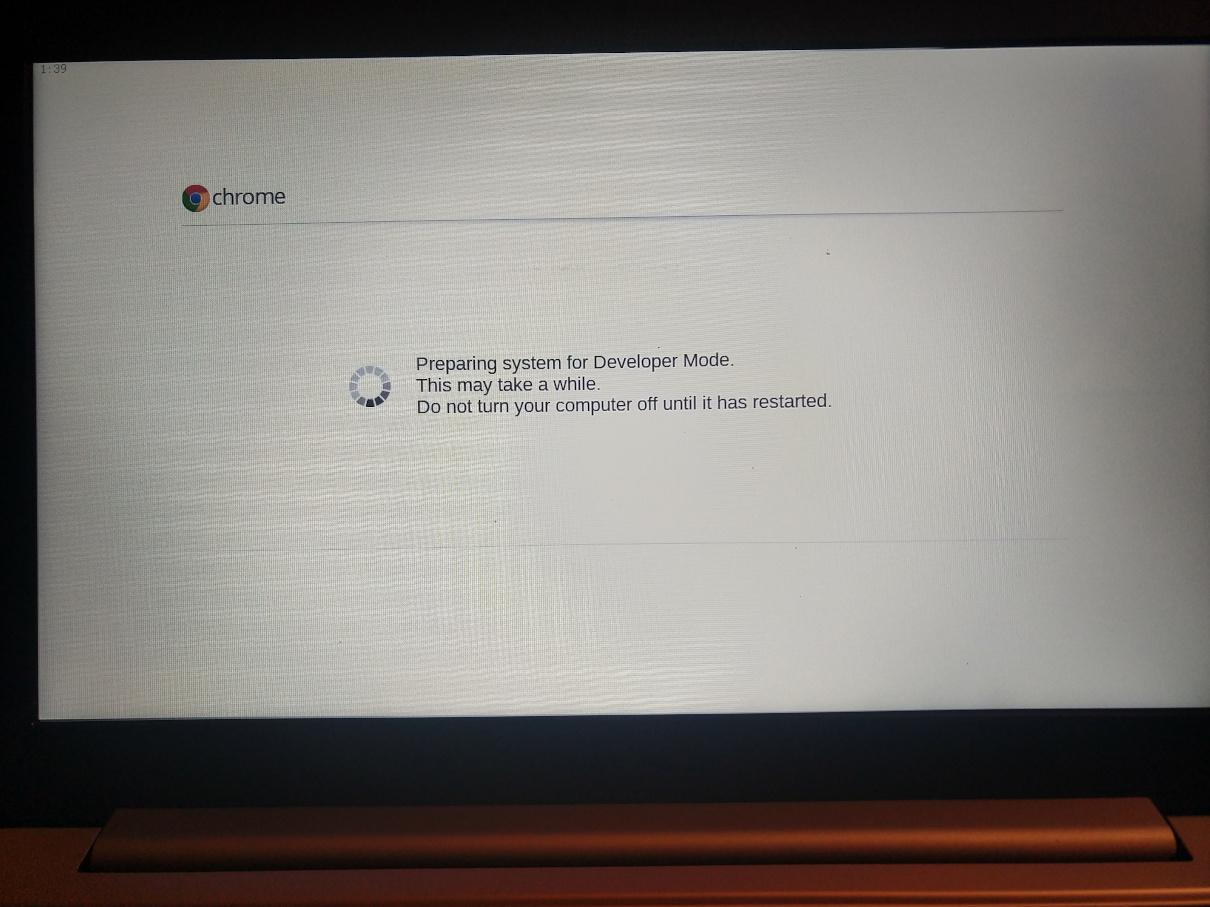 1:39
chrome
Preparing system for Developer Mode.
This may take a while.
Do not turn your computer off until it has restarted.